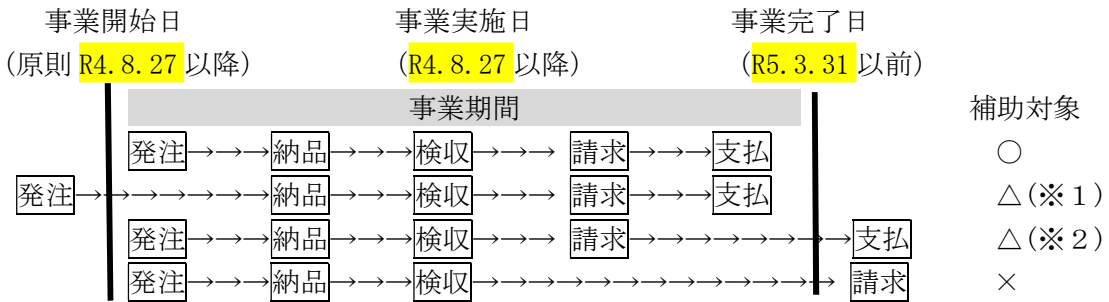 事業開始日 事業実施日 事業完了日
(原則 R4.8.27 以降) (R4.8.27 以降) (R5.3.31 以前)
事業期間 補助対象
発注→→→納品→→→検収→→→ 請求→→→支払 ○
発注→→→→→→→納品→→→検収→→→ 請求→→→支払 △(※1)
発注→→→納品→→→検収→→→ 請求→→→→→→→→支払 △(※2)
発注→→→納品→→→検収→→→→→→→→→→→ 請求 ×